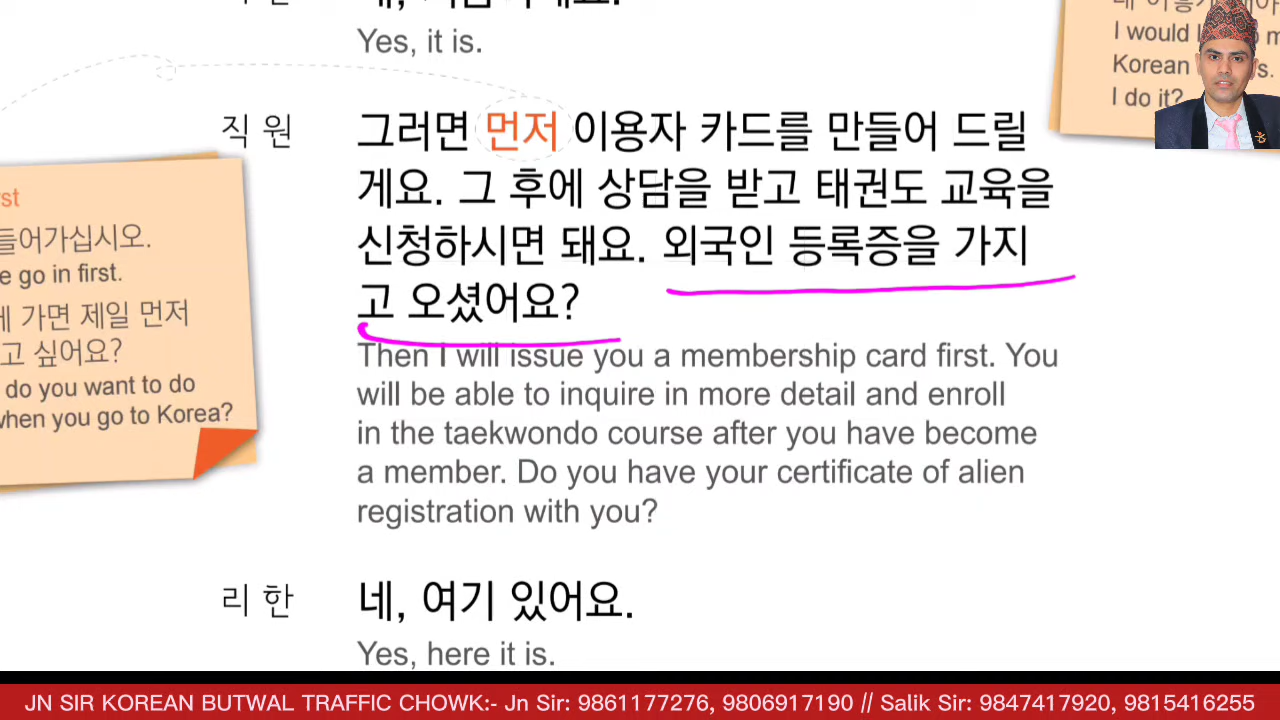 Yes, it is.
I would
Korean
I do it?
직 원
그러면 먼저 이용자 카드를 만들어 드릴
게요. 그 후에 상담을 받고 태권도 교육을
신청하시면 돼요. 외국인 등록증을 가지
고 오셨어요?
Then I will issue you a membership card first. You
will be able to inquire in more detail and enroll
in the taekwondo course after you have become
a member. Do you have your certificate of alien
registration with you?
들어가십시오.
go in first.
가면 제일 먼저
고 싶어요?
do you want to do
when you go to Korea?
리 한
네, 여기 있어요.
Yes, here it is.
JN SIR KOREAN BUTWAL TRAFFIC CHOWK:- Jn Sir: 9861177276, 9806917190 // Salik Sir: 9847417920, 9815416255